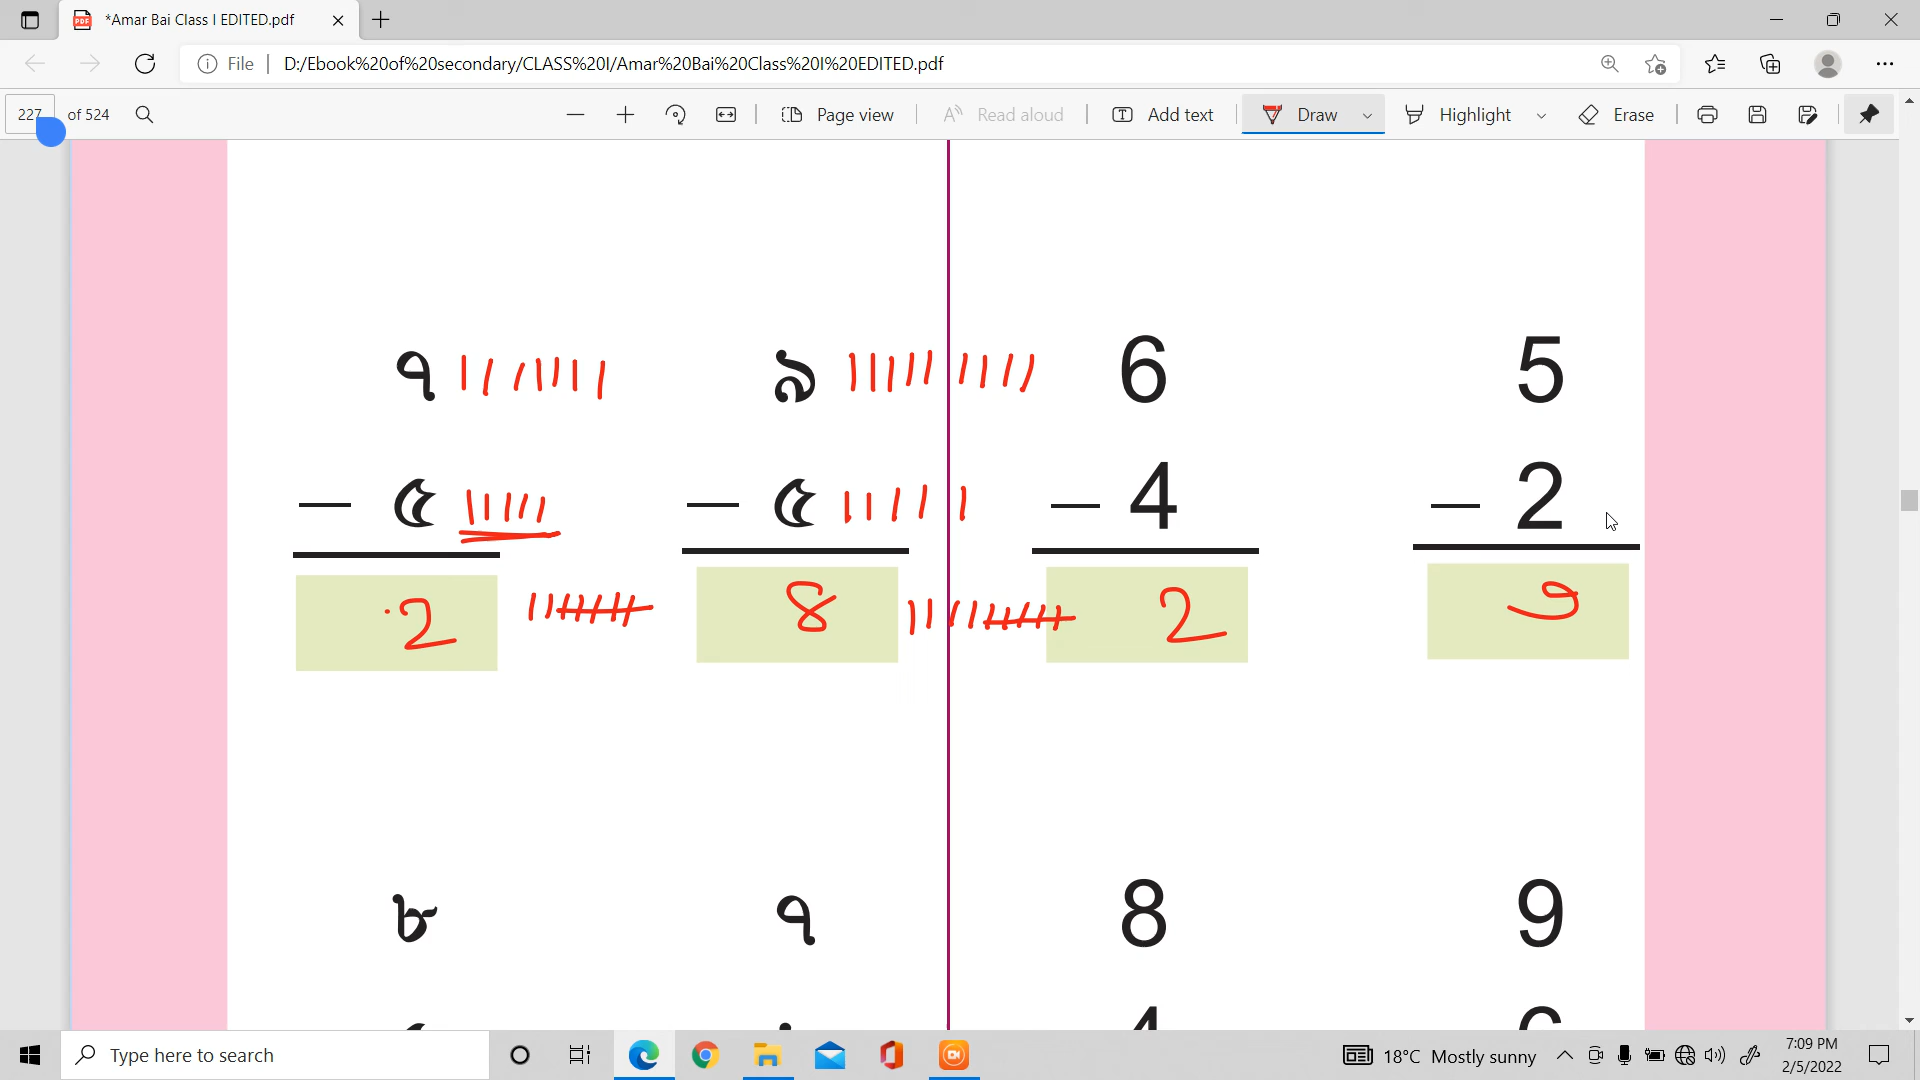 *Amar Bai Class I EDITED.pdf
File D:/Ebook%20of%20secondary/CLASS%20I/Amar%20Bai%20Class%20I%20EDITED.pdf
227 of 524 Page view Read aloud Add text Draw Highlight Erase
৭ ৯ 6 5
– ৫ – ৫ – 4 – 2
2 8 2 ৩
৮ ৭ 8 9
Type here to search 18°C Mostly sunny 7:09 PM
2/5/2022